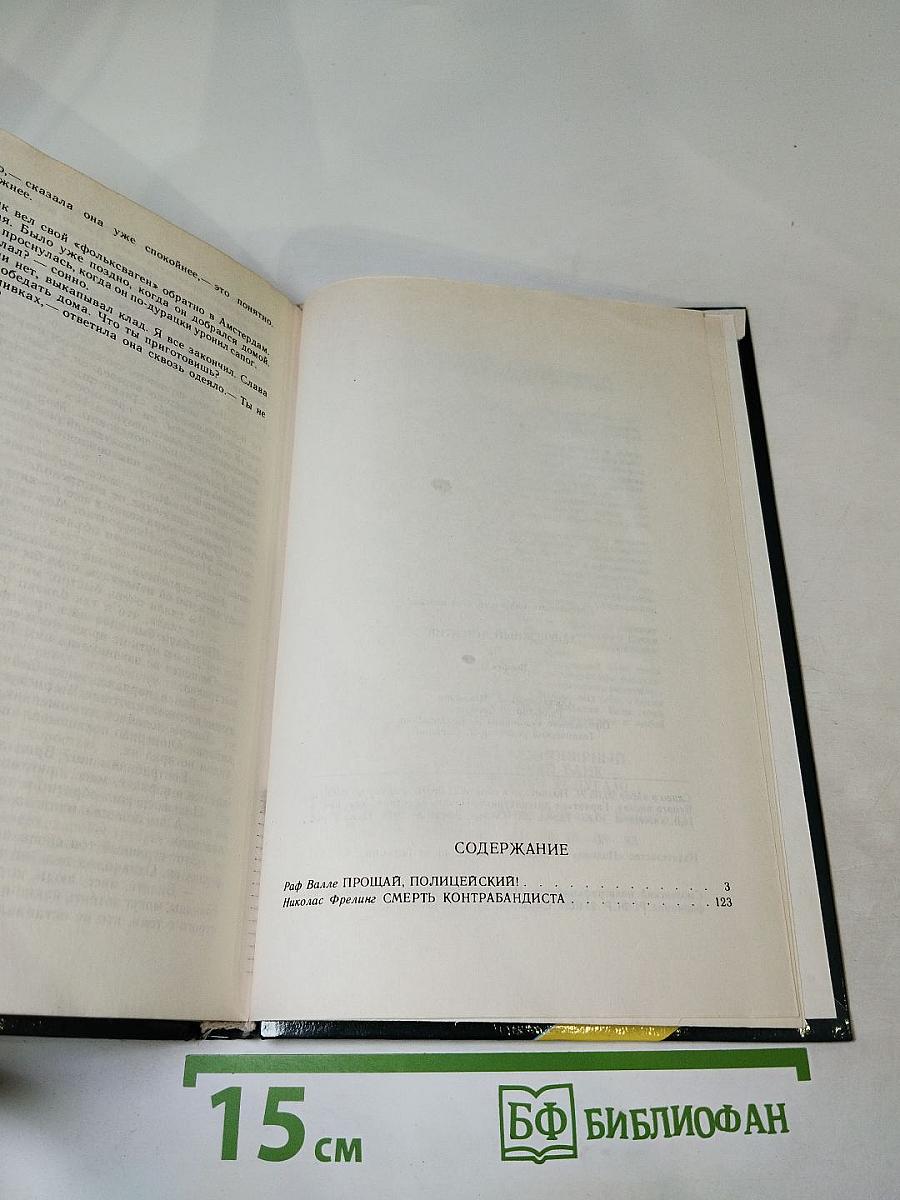 сказала она уже спокойнее,— это понятно.
вел свой «фольксваген» обратно в Амстердам.
Было уже поздно, когда он добрался домой.
проснулась, когда он по-дурацки уронил сапог.
— сонно.
нет, выкапывал клад. Я все закончил. Слава
обедать дома. Что ты приготовишь?
ответила она сквозь одеяло.— Ты не
СОДЕРЖАНИЕ
Раф Валле ПРОЩАЙ, ПОЛИЦЕЙСКИЙ! . . . . . . . . . . . . . . 3
Николас Фрелинг СМЕРТЬ КОНТРАБАНДИСТА . . . . . . . . . . 123
15 см
БФ БИБЛИОФАН